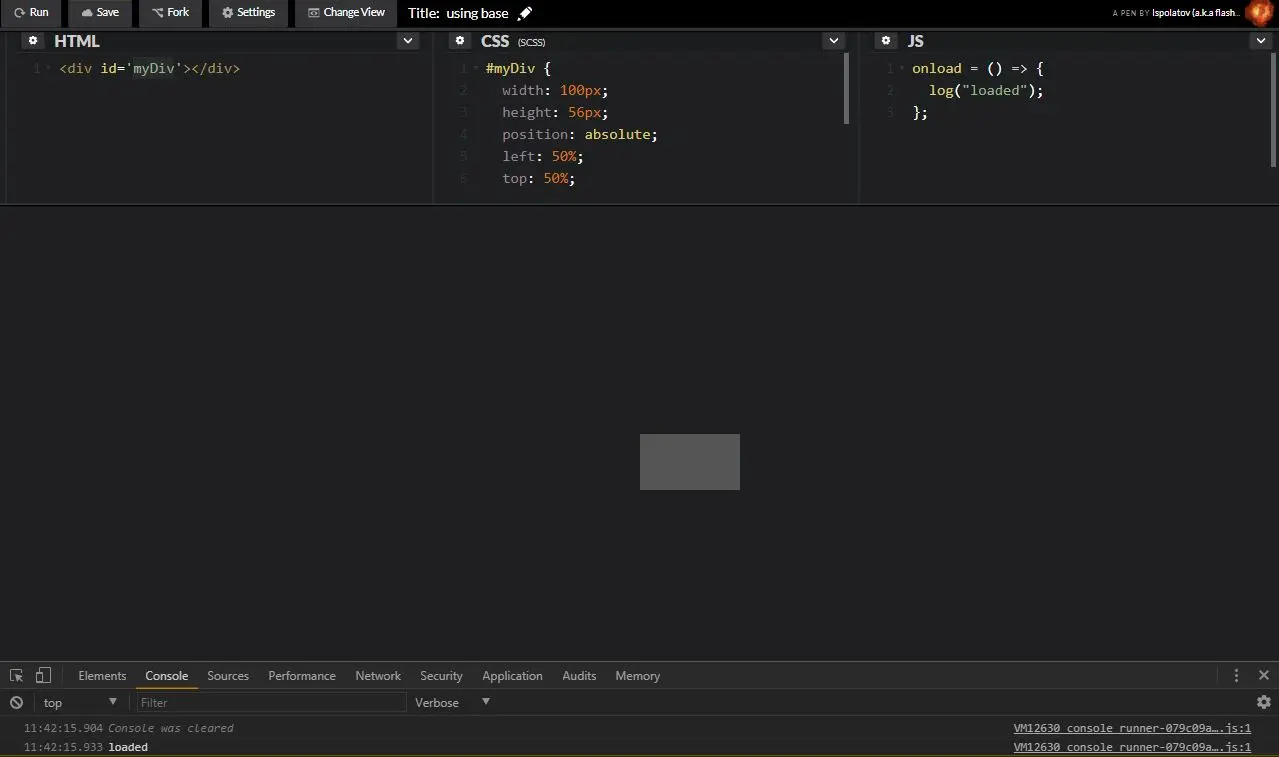 Run Save Fork Settings Change View Title: using base A PEN BY Ispolatov (a.k.a flash...
HTML
1 <div id='myDiv'></div>
CSS (SCSS)
1 #myDiv {
2 width: 100px;
3 height: 56px;
4 position: absolute;
5 left: 50%;
6 top: 50%;
JS
1 onload = () => {
2 log("loaded");
3 };
Elements Console Sources Performance Network Security Application Audits Memory
top Filter Verbose
11:42:15.904 Console was cleared VM12630 console runner-079c09a….js:1
11:42:15.933 loaded VM12630 console runner-079c09a….js:1